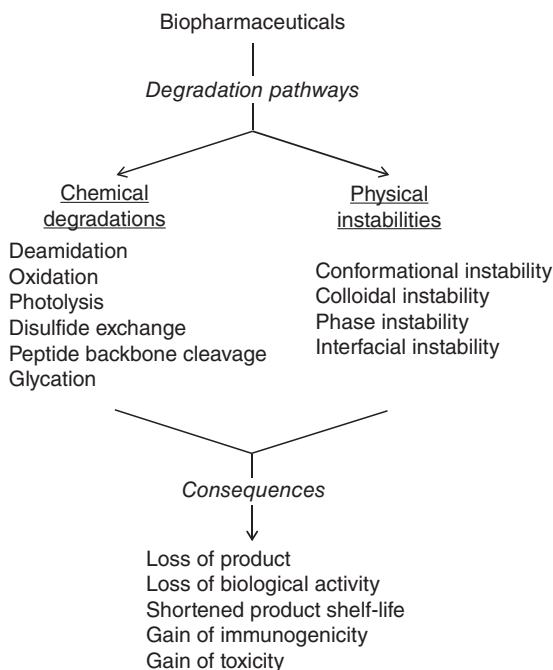 Biopharmaceuticals
Degradation pathways
Chemical
degradations
Deamidation
Oxidation
Photolysis
Disulfide exchange
Peptide backbone cleavage
Glycation
Physical
instabilities
Conformational instability
Colloidal instability
Phase instability
Interfacial instability
Consequences
Loss of product
Loss of biological activity
Shortened product shelf-life
Gain of immunogenicity
Gain of toxicity